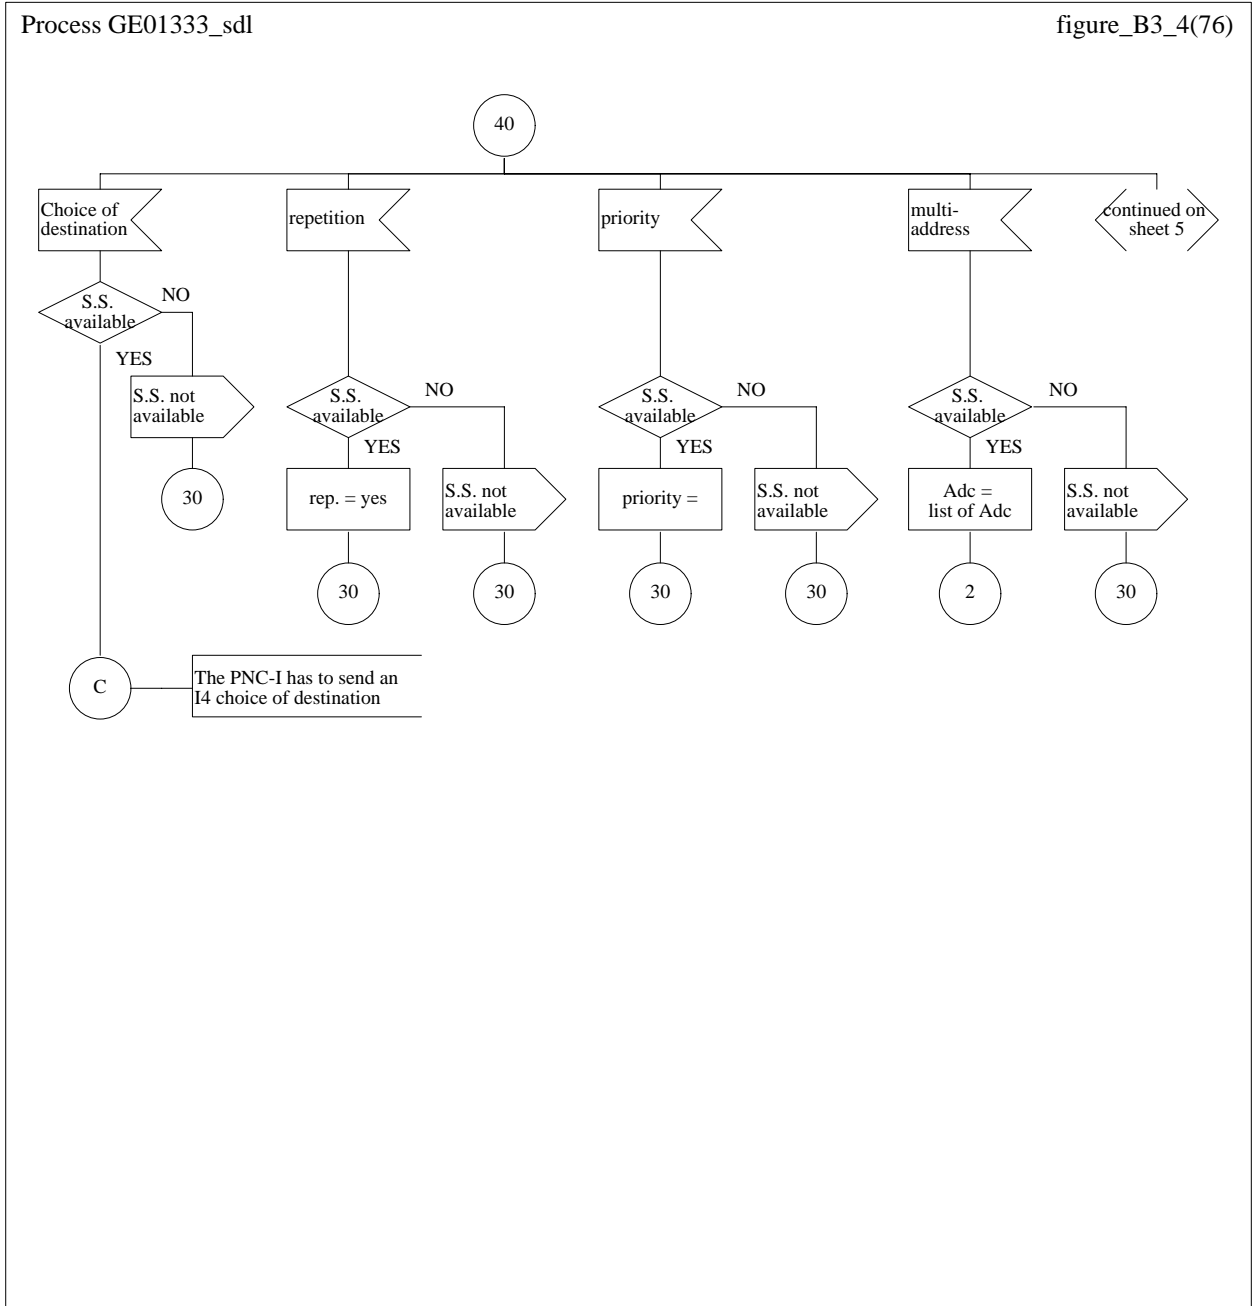 Process GE01333_sdl
figure_B3_4(76)
40
Choice of
destination
repetition
priority
multi-
address
continued on
sheet 5
S.S.
available
NO
YES
S.S. not
available
30
S.S.
available
NO
YES
rep. = yes
S.S. not
available
30
30
S.S.
available
NO
YES
priority =
S.S. not
available
30
30
S.S.
available
NO
YES
Adc =
list of Adc
S.S. not
available
2
30
C
The PNC-I has to send an
I4 choice of destination